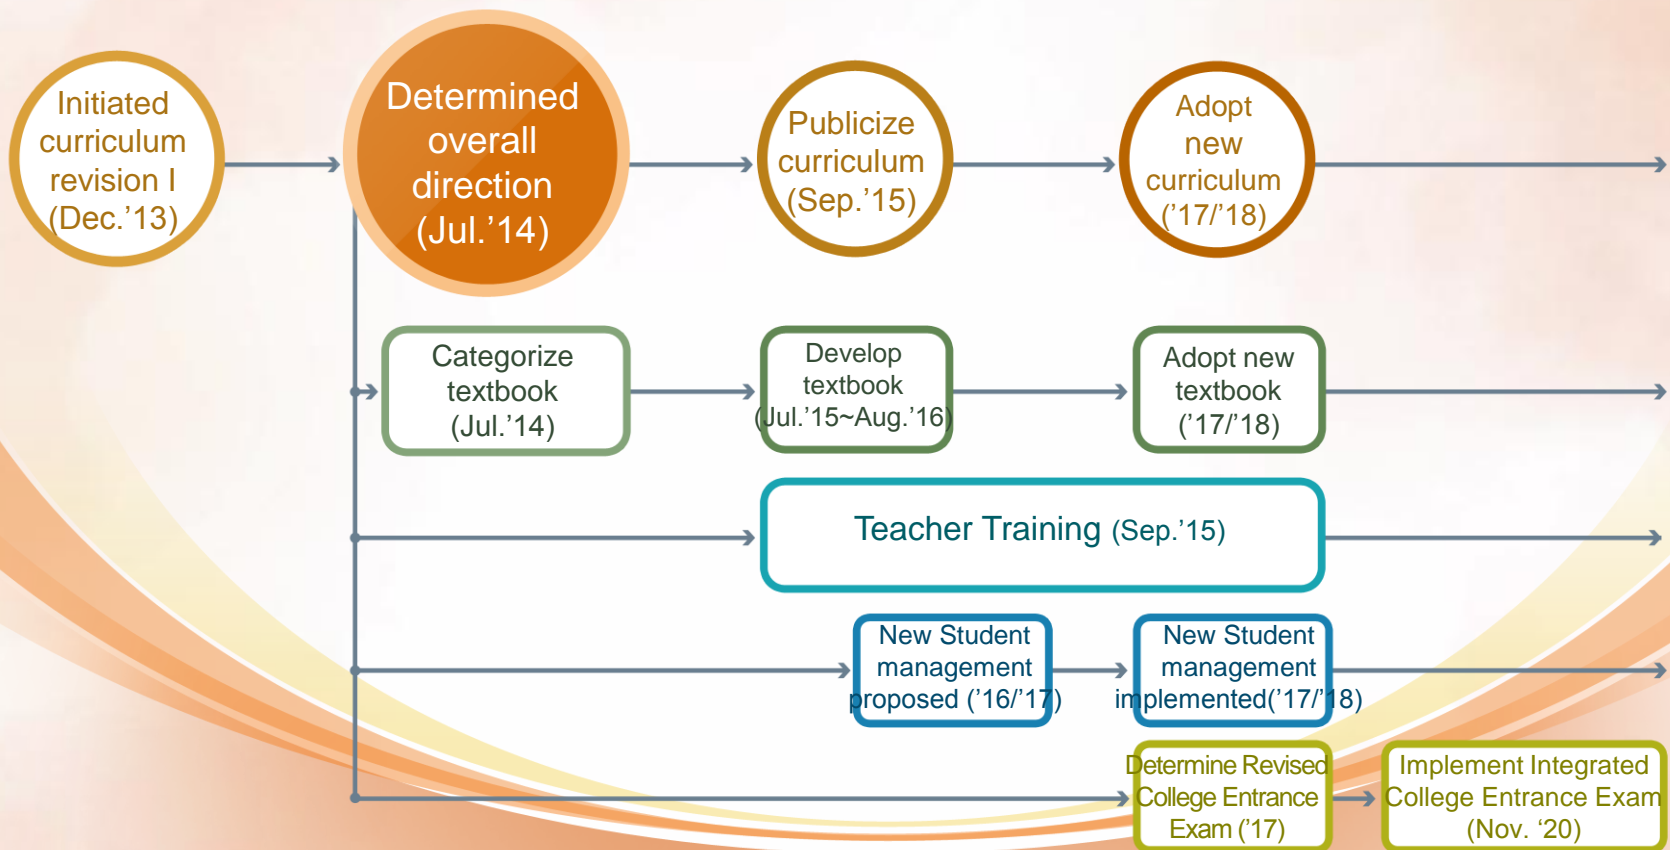 Initiated
curriculum
revision I
(Dec.’13)
Determined
overall
direction
(Jul.’14)
Publicize
curriculum
(Sep.’15)
Adopt
new
curriculum
(’17/’18)
Categorize
textbook
(Jul.’14)
Develop
textbook
(Jul.’15~Aug.’16)
Adopt new
textbook
(’17/’18)
Teacher Training (Sep.’15)
New Student
management
proposed (’16/’17)
New Student
management
implemented(’17/’18)
Determine Revised
College Entrance
Exam (’17)
Implement Integrated
College Entrance Exam
(Nov. ‘20)